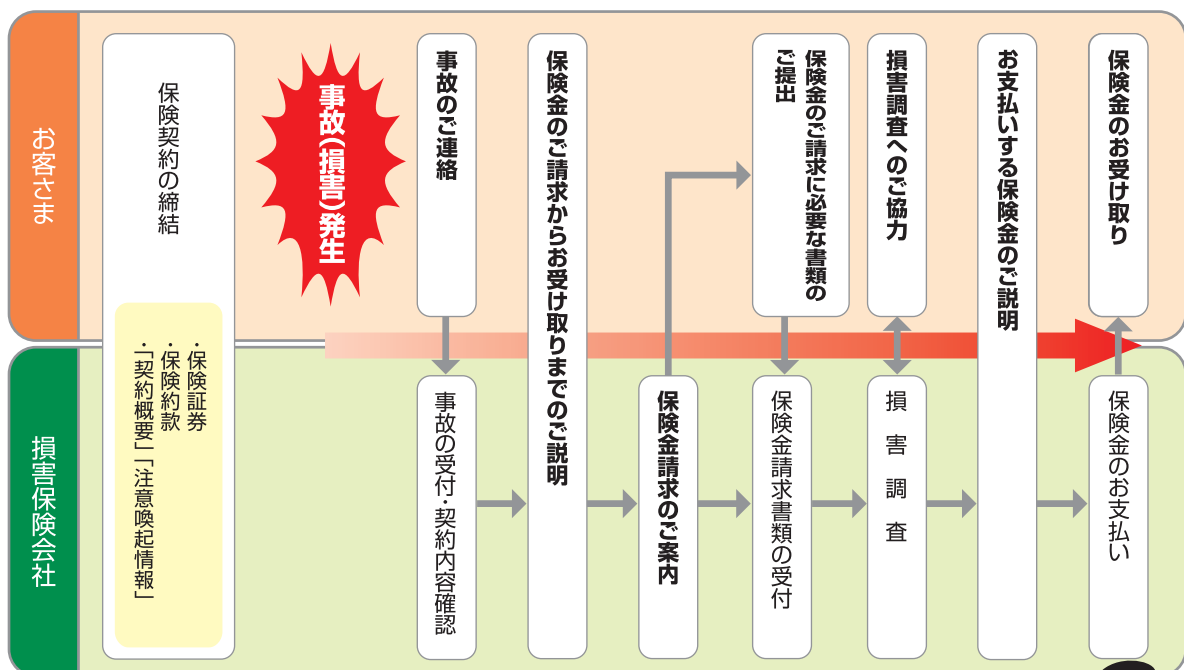 お客さま
損害保険会社
保険契約の締結
・保険証券
・保険約款
・「契約概要」「注意喚起情報」
事故(損害)発生
事故のご連絡
事故の受付・契約内容確認
保険金のご請求からお受け取りまでのご説明
保険金請求のご案内
保険金のご請求に必要な書類の
ご提出
保険金請求書類の受付
損害調査へのご協力
損害調査
お支払いする保険金のご説明
保険金のお受け取り
保険金のお支払い